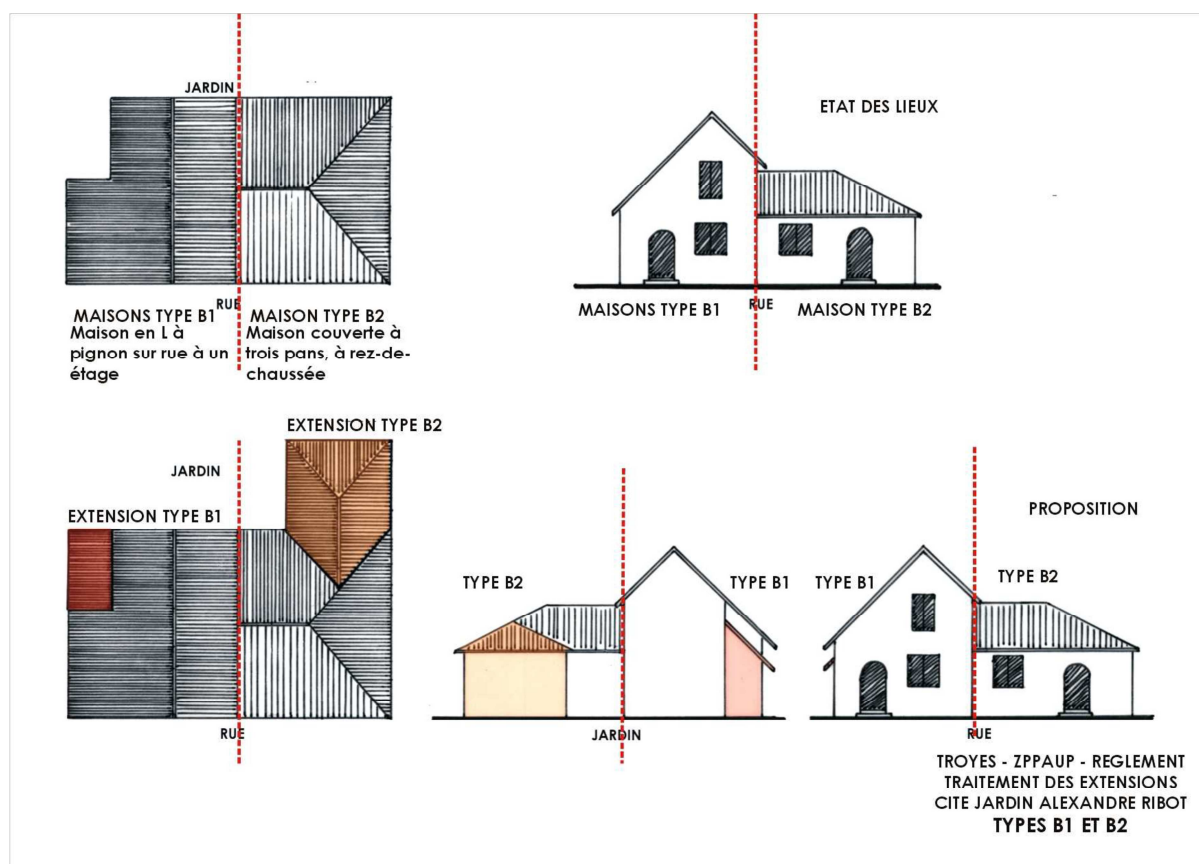 JARDIN
ETAT DES LIEUX
RUE
MAISONS TYPE B1
Maison en L à
pignon sur rue à un
étage
MAISON TYPE B2
Maison couverte à
trois pans, à rez-de-
chaussée
MAISONS TYPE B1
RUE
MAISON TYPE B2
EXTENSION TYPE B2
JARDIN
EXTENSION TYPE B1
RUE
PROPOSITION
TYPE B2
TYPE B1
JARDIN
TYPE B1
TYPE B2
RUE
TROYES - ZPPAUP - REGLEMENT
TRAITEMENT DES EXTENSIONS
CITE JARDIN ALEXANDRE RIBOT
TYPES B1 ET B2